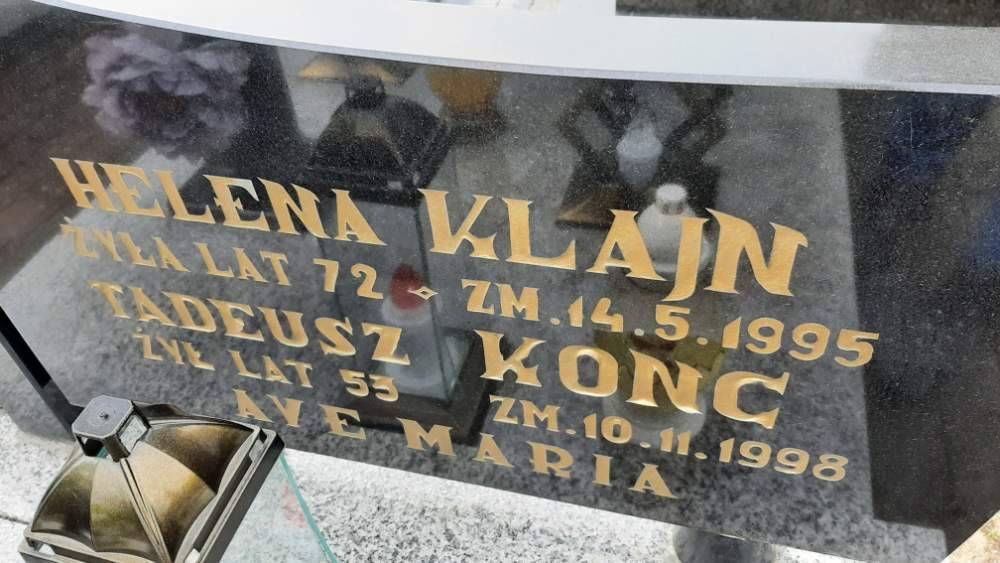 HELENA KLAJN
ŻYŁA LAT 72 ZM.14.5.1995
TADEUSZ KONC
ŻYŁ LAT 53 ZM.10.11.1998
AVE MARIA